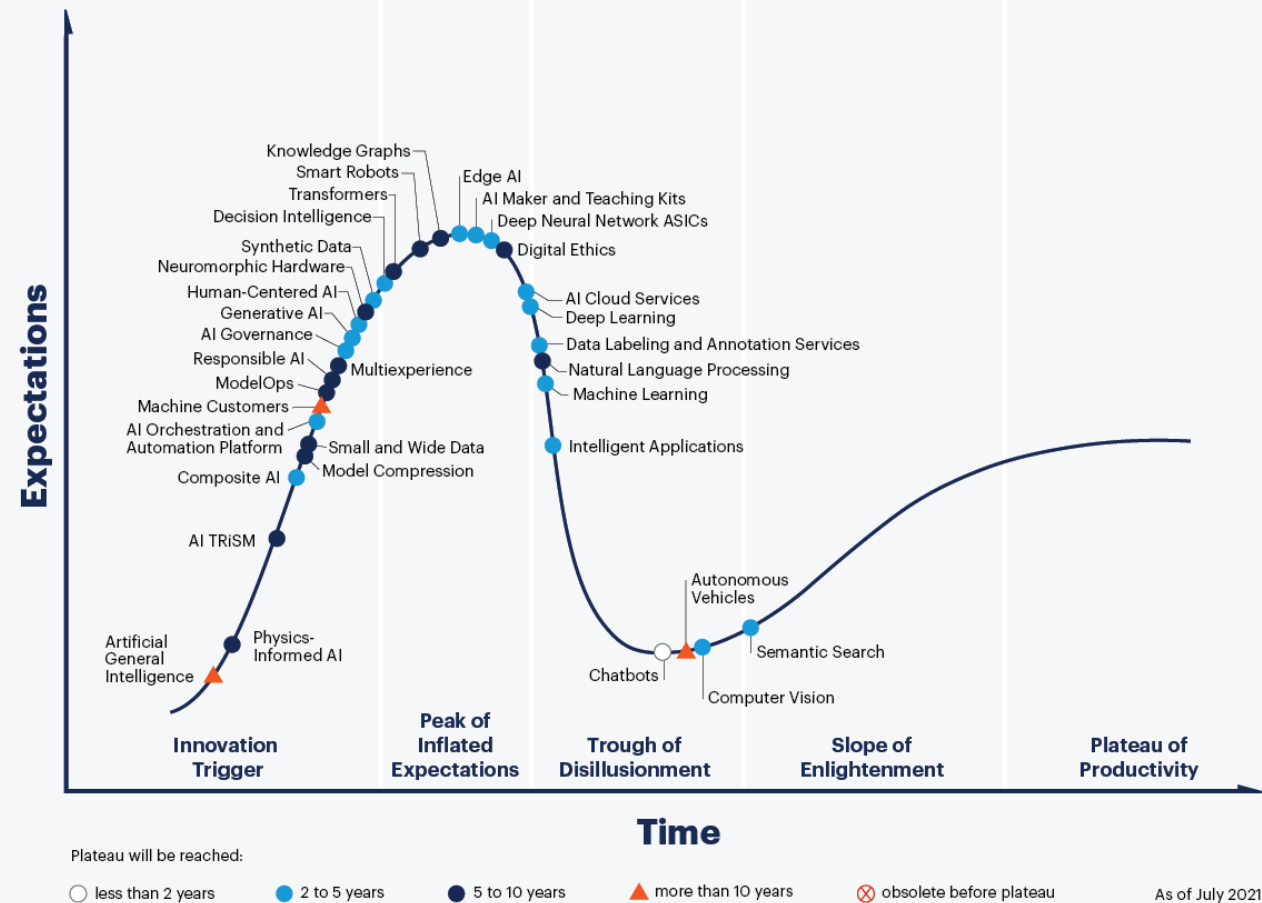 Knowledge Graphs
Smart Robots
Edge AI
Transformers
AI Maker and Teaching Kits
Decision Intelligence
Deep Neural Network ASICs
Synthetic Data
Digital Ethics
Neuromorphic Hardware
Human-Centered AI
AI Cloud Services
Generative AI
Deep Learning
AI Governance
Data Labeling and Annotation Services
Responsible AI
Multiexperience
Natural Language Processing
ModelOps
Machine Learning
Machine Customers
AI Orchestration and
Automation Platform
Small and Wide Data
Intelligent Applications
Model Compression
Composite AI
AI TRiSM
Autonomous
Vehicles
Artificial
General
Intelligence
Physics-
Informed AI
Semantic Search
Chatbots
Computer Vision
Expectations
Innovation
Trigger
Peak of
Inflated
Expectations
Trough of
Disillusionment
Slope of
Enlightenment
Plateau of
Productivity
Time
Plateau will be reached:
less than 2 years
2 to 5 years
5 to 10 years
more than 10 years
obsolete before plateau
As of July 2021